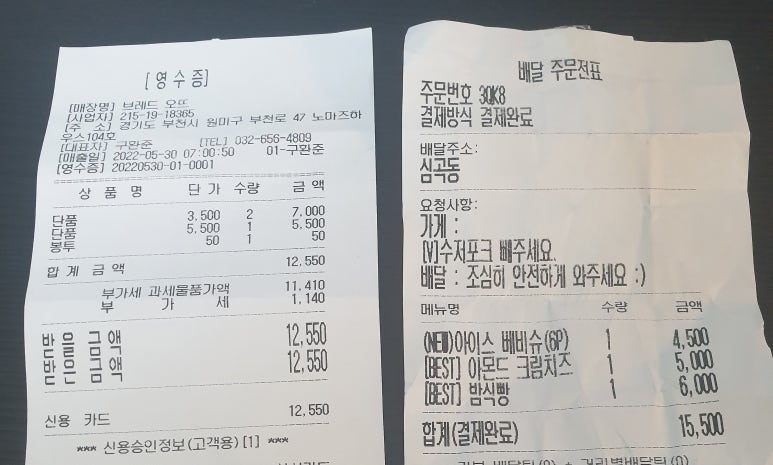 [영수증]
[매장명] 브레드 오뜨
[사업자] 215-19-18365
[주 소] 경기도 부천시 원미구 부천로 47 노마즈하
우스104호
[대표자] 구환준 [TEL] 032-656-4809
[매출일] 2022-05-30 07:00:50 01-구환준
[영수증] 20220530-01-0001
상 품 명 단 가 수량 금 액
단품 3,500 2 7,000
단품 5,500 1 5,500
봉투 50 1 50
합계 금액 12,550
부가세 과세물품가액 11,410
부 가 세 1,140
받을금액 12,550
받은금액 12,550
신용 카드 12,550
*** 신용승인정보(고객용) [1] ***
배달 주문전표
주문번호 3QK8
결제방식 결제완료
배달주소:
심곡동
요청사항:
가게 :
[V]수저포크 빼주세요.
배달 : 조심히 안전하게 와주세요 :)
메뉴명 수량 금액
(NEW)아이스 베비슈(6P) 1 4,500
[BEST] 아몬드 크림치즈 1 5,000
[BEST] 밤식빵 1 6,000
합계(결제완료) 15,500